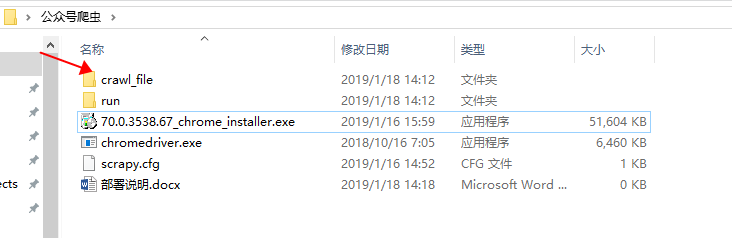 公众号爬虫
名称 修改日期 类型 大小
crawl_file 2019/1/18 14:12 文件夹
run 2019/1/18 14:12 文件夹
70.0.3538.67_chrome_installer.exe 2019/1/16 15:59 应用程序 51,604 KB
chromedriver.exe 2018/10/16 7:05 应用程序 6,460 KB
scrapy.cfg 2019/1/16 14:52 CFG 文件 1 KB
ects 部署说明.docx 2019/1/18 14:18 Microsoft Word ... 0 KB